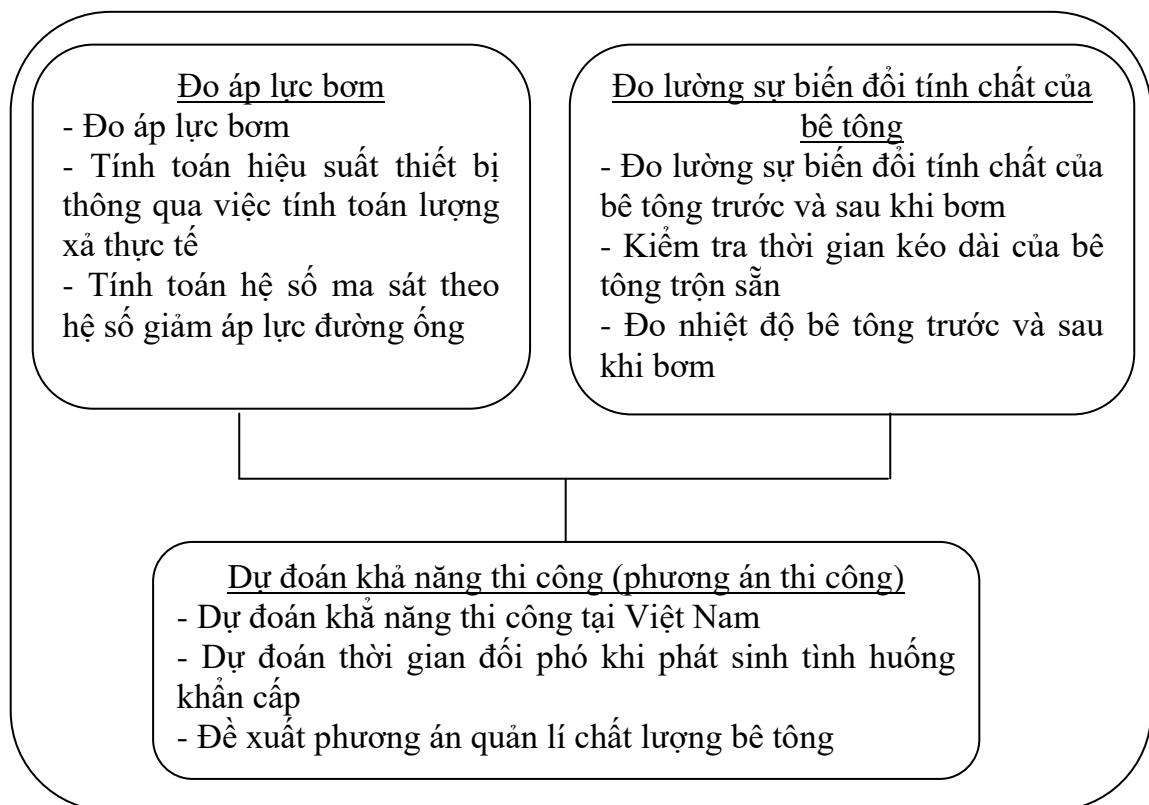 Đo áp lực bơm
- Đo áp lực bơm
- Tính toán hiệu suất thiết bị
thông qua việc tính toán lượng
xả thực tế
- Tính toán hệ số ma sát theo
hệ số giảm áp lực đường ống
Đo lường sự biến đổi tính chất của
bê tông
- Đo lường sự biến đổi tính chất của
bê tông trước và sau khi bơm
- Kiểm tra thời gian kéo dài của bê
tông trộn sẵn
- Đo nhiệt độ bê tông trước và sau
khi bơm
Dự đoán khả năng thi công (phương án thi công)
- Dự đoán khẳ năng thi công tại Việt Nam
- Dự đoán thời gian đối phó khi phát sinh tình huống
khẩn cấp
- Đề xuất phương án quản lí chất lượng bê tông